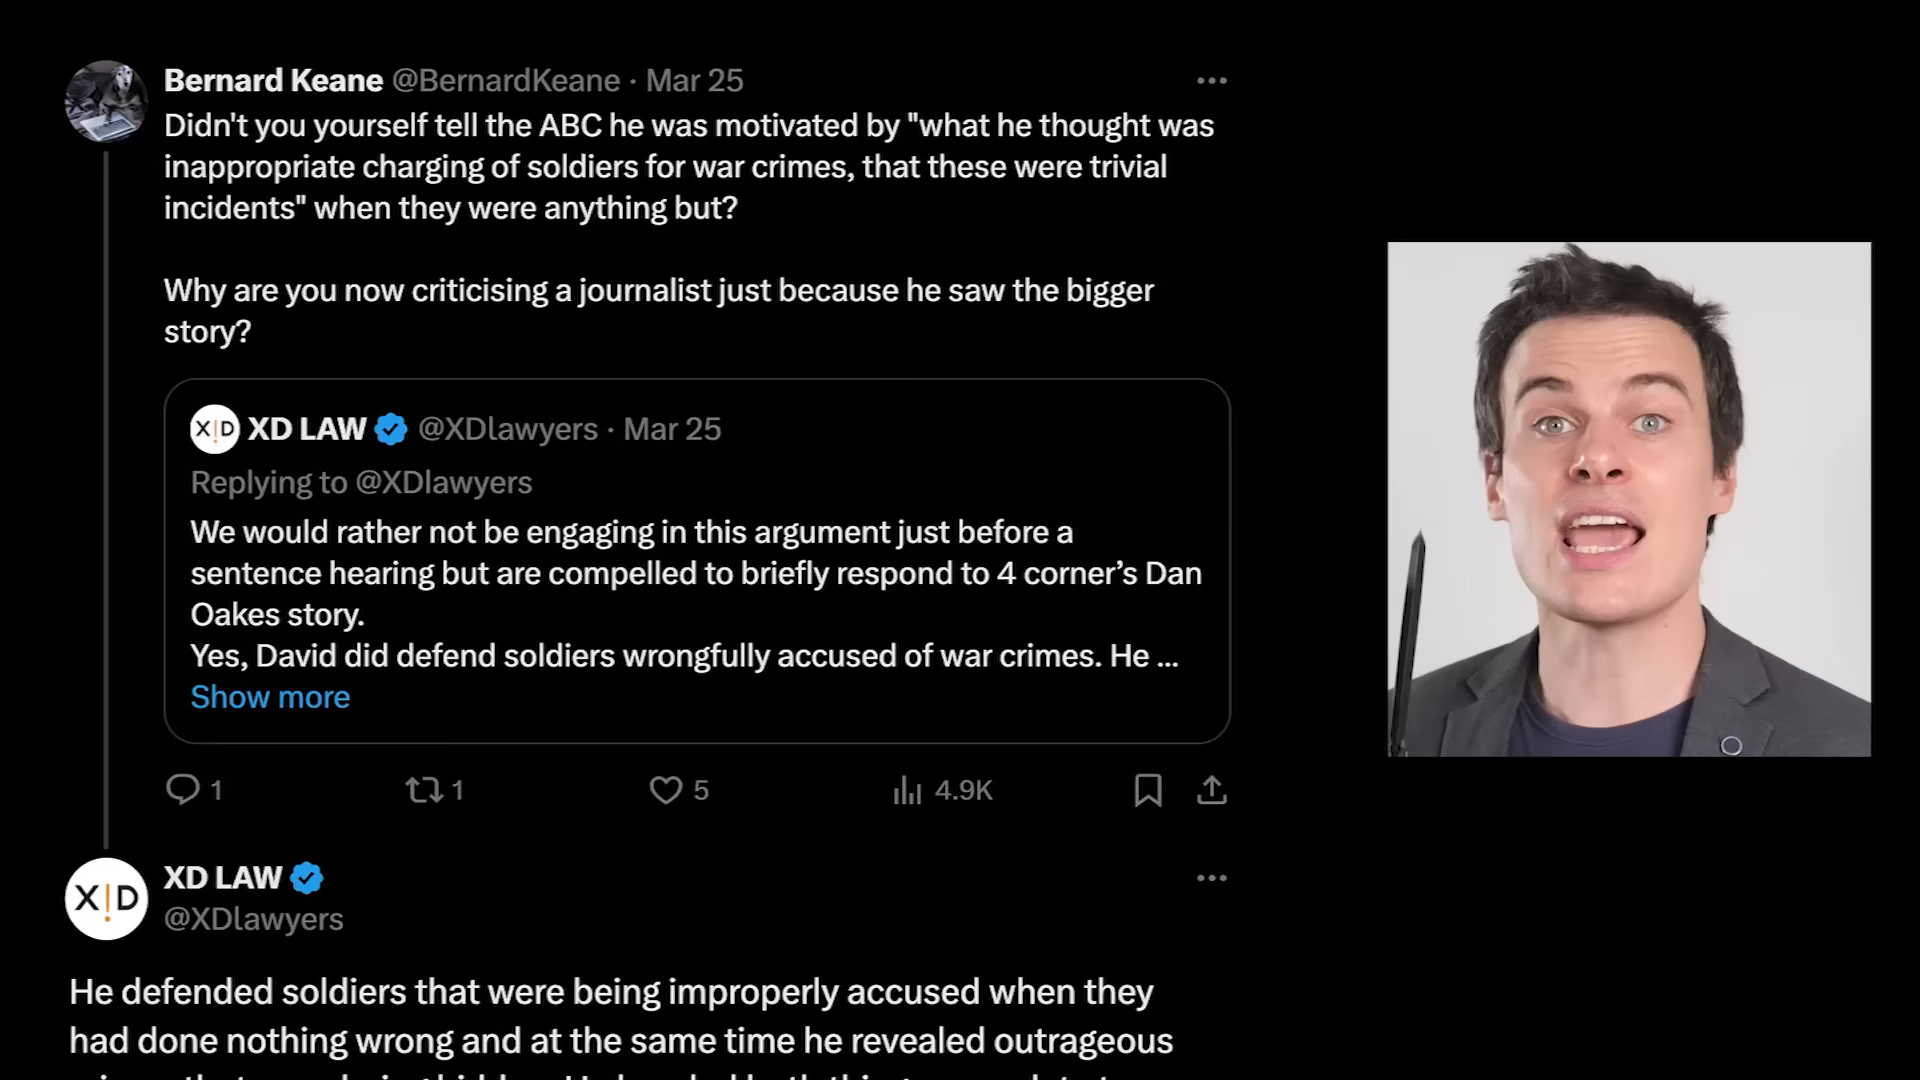 Bernard Keane @BernardKeane · Mar 25
Didn't you yourself tell the ABC he was motivated by "what he thought was
inappropriate charging of soldiers for war crimes, that these were trivial
incidents" when they were anything but?
Why are you now criticising a journalist just because he saw the bigger
story?
X|D XD LAW @XDlawyers · Mar 25
Replying to @XDlawyers
We would rather not be engaging in this argument just before a
sentence hearing but are compelled to briefly respond to 4 corner’s Dan
Oakes story.
Yes, David did defend soldiers wrongfully accused of war crimes. He ...
Show more
1 1 5 4.9K
X|D XD LAW
@XDlawyers
He defended soldiers that were being improperly accused when they
had done nothing wrong and at the same time he revealed outrageous